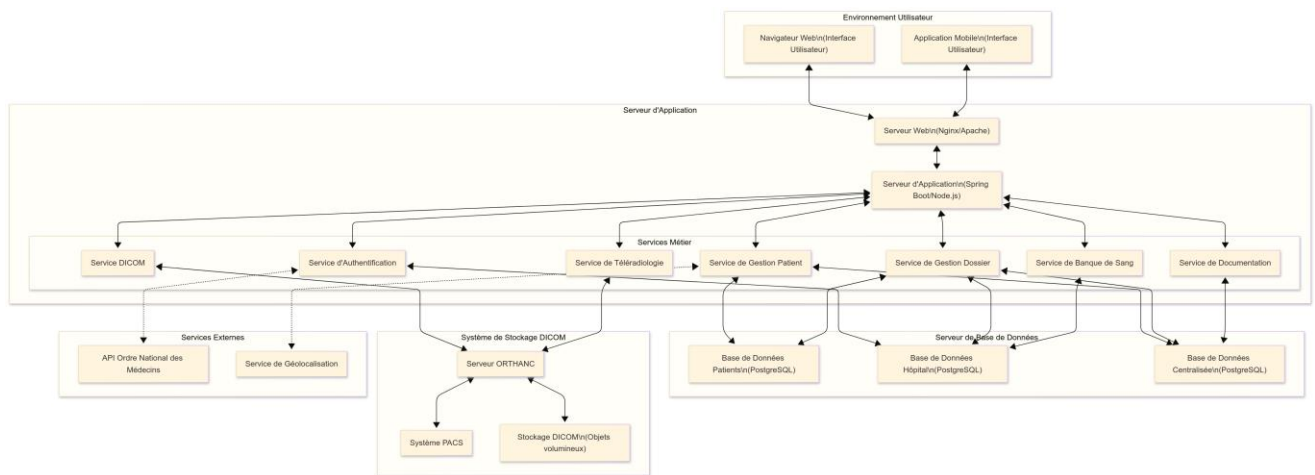 Environnement Utilisateur
Navigateur Web\n(Interface
Utilisateur)
Application Mobile\n(Interface
Utilisateur)
Serveur d'Application
Serveur Web\n(Nginx/Apache)
Serveur d'Application\n(Spring
Boot/Node.js)
Services Métier
Service DICOM
Service d'Authentification
Service de Téléradiologie
Service de Gestion Patient
Service de Gestion Dossier
Service de Banque de Sang
Service de Documentation
Services Externes
API Ordre National des
Médecins
Service de Géolocalisation
Système de Stockage DICOM
Serveur ORTHANC
Système PACS
Stockage DICOM\n(Objets
volumineux)
Serveur de Base de Données
Base de Données
Patients\n(PostgreSQL)
Base de Données
Hôpital\n(PostgreSQL)
Base de Données
Centralisée\n(PostgreSQL)